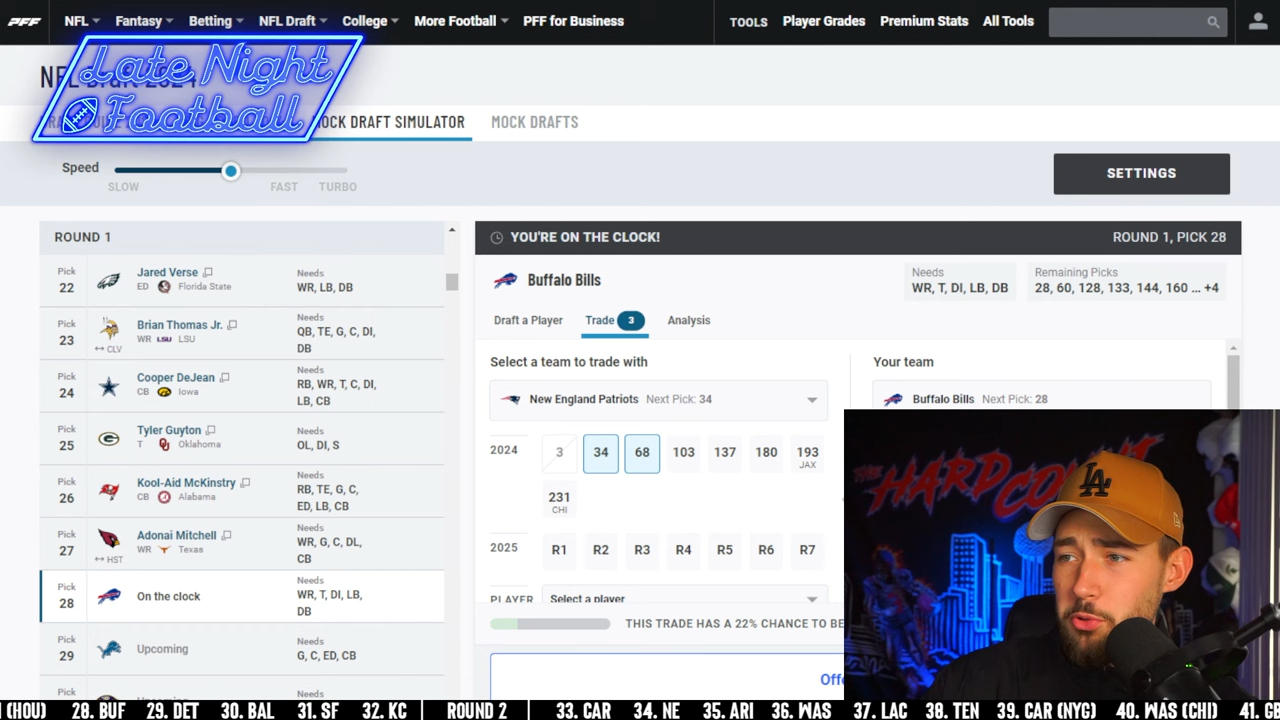 PFF NFL Fantasy Betting NFL Draft College More Football PFF for Business TOOLS Player Grades Premium Stats All Tools
NFL Draft 2024
Late Night
Football
MOCK DRAFT SIMULATOR MOCK DRAFTS
Speed
SLOW FAST TURBO
SETTINGS
ROUND 1
Pick 22 Jared Verse ED Florida State Needs WR, LB, DB
Pick 23 ↔ CLV Brian Thomas Jr. WR LSU LSU Needs QB, TE, G, C, DI, DB
Pick 24 Cooper DeJean CB Iowa Needs RB, WR, T, C, DI, LB, CB
Pick 25 Tyler Guyton T Oklahoma Needs OL, DI, S
Pick 26 Kool-Aid McKinstry CB Alabama Needs RB, TE, G, C, ED, LB, CB
Pick 27 ↔ HST Adonai Mitchell WR Texas Needs WR, G, C, DL, CB
Pick 28 On the clock Needs WR, T, DI, LB, DB
Pick 29 Upcoming Needs G, C, ED, CB
Upcoming Needs
YOU'RE ON THE CLOCK! ROUND 1, PICK 28
Buffalo Bills
Needs
WR, T, DI, LB, DB
Remaining Picks
28, 60, 128, 133, 144, 160 ... +4
Draft a Player Trade 3 Analysis
Select a team to trade with Your team
New England Patriots Next Pick: 34 Buffalo Bills Next Pick: 28
2024 3 34 68 103 137 180 193 JAX
231 CHI
2025 R1 R2 R3 R4 R5 R6 R7
PLAYER Select a player
THIS TRADE HAS A 22% CHANCE TO BE
Offe
THE HARD COUNT
LA
(HOU) 28. BUF 29. DET 30. BAL 31. SF 32. KC ROUND 2 33. CAR 34. NE 35. ARI 36. WAS 37. LAC 38. TEN 39. CAR (NYG) 40. WAS (CHI) 41. GB